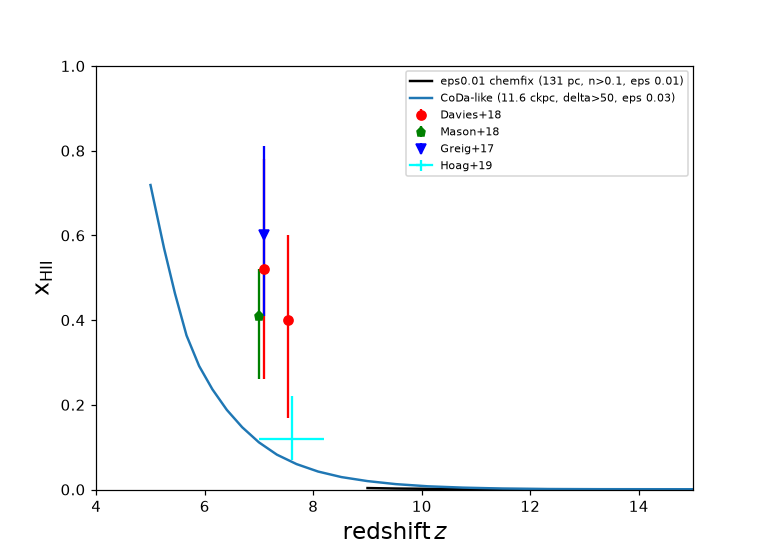 1.0
0.8
0.6
0.4
0.2
0.0
xHII
4
6
8
10
12
14
redshift z
eps0.01 chemfix (131 pc, n>0.1, eps 0.01)
CoDa-like (11.6 ckpc, delta>50, eps 0.03)
Davies+18
Mason+18
Greig+17
Hoag+19